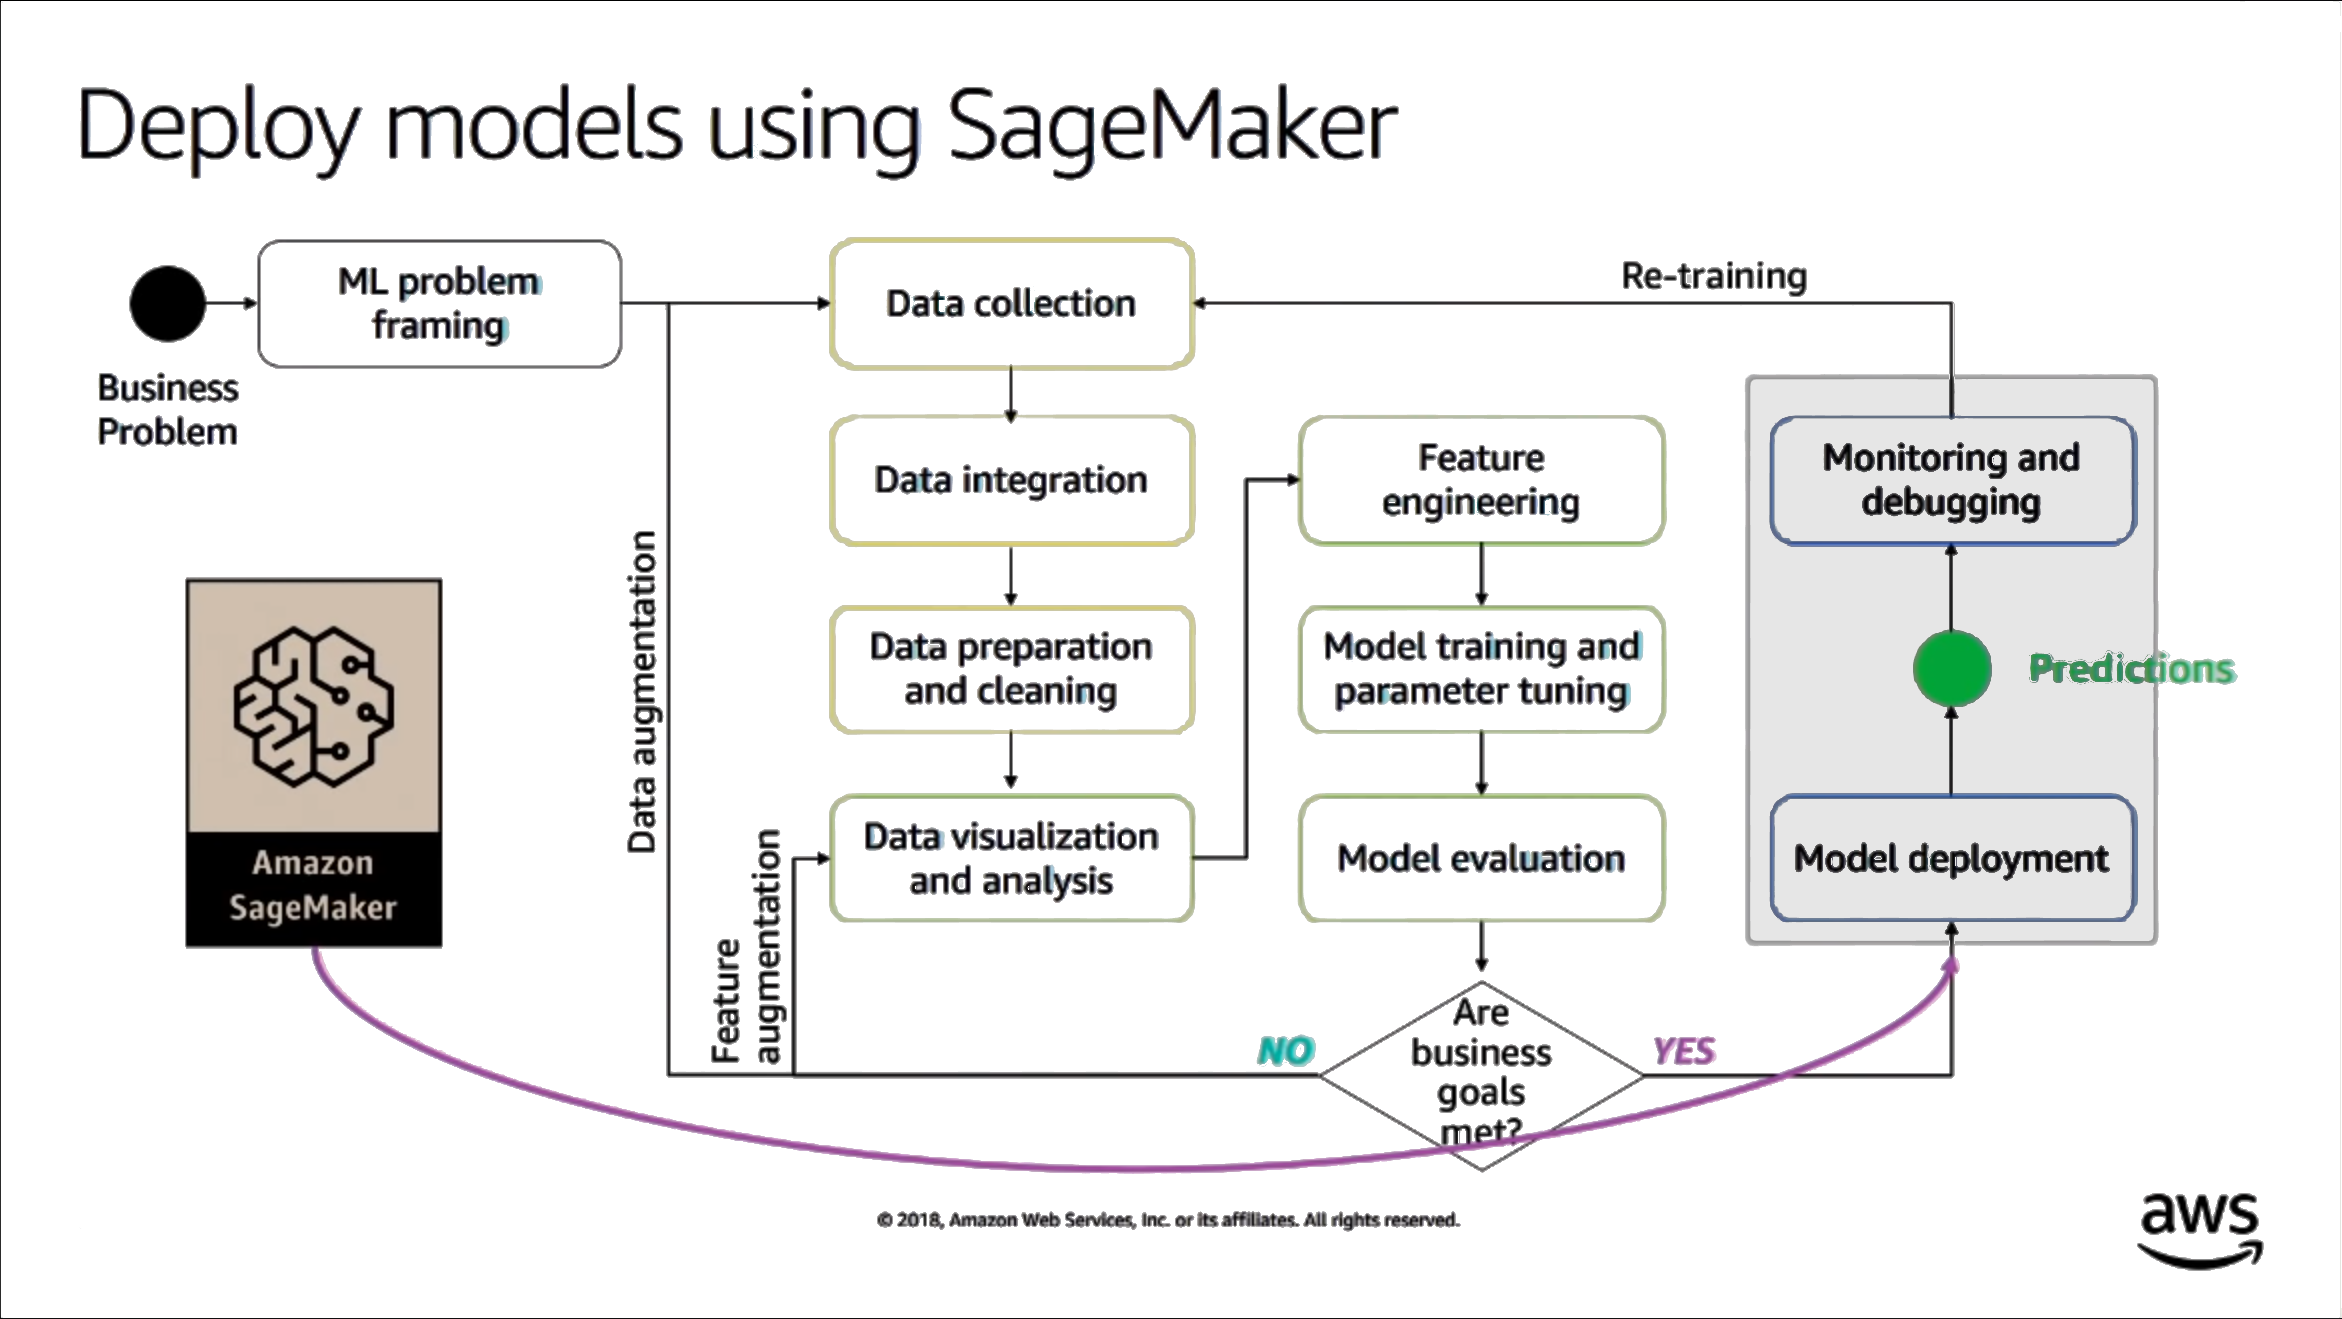 Deploy models using SageMaker
ML problem
framing
Business
Problem
Data collection
Re-training
Data integration
Data preparation
and cleaning
Data visualization
and analysis
Data augmentation
Feature
augmentation
Feature
engineering
Model training and
parameter tuning
Model evaluation
Are
business
goals
met?
NO
YES
Monitoring and
debugging
Predictions
Model deployment
Amazon
SageMaker
© 2018, Amazon Web Services, Inc. or its affiliates. All rights reserved.
aws